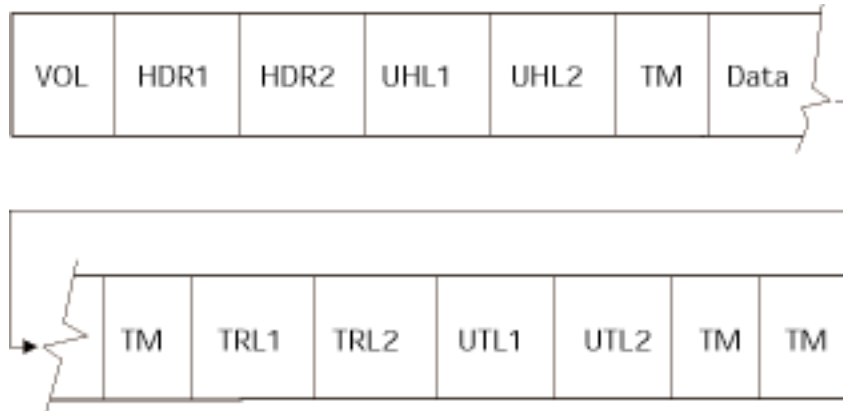 VOL HDR1 HDR2 UHL1 UHL2 TM Data
TM TRL1 TRL2 UTL1 UTL2 TM TM